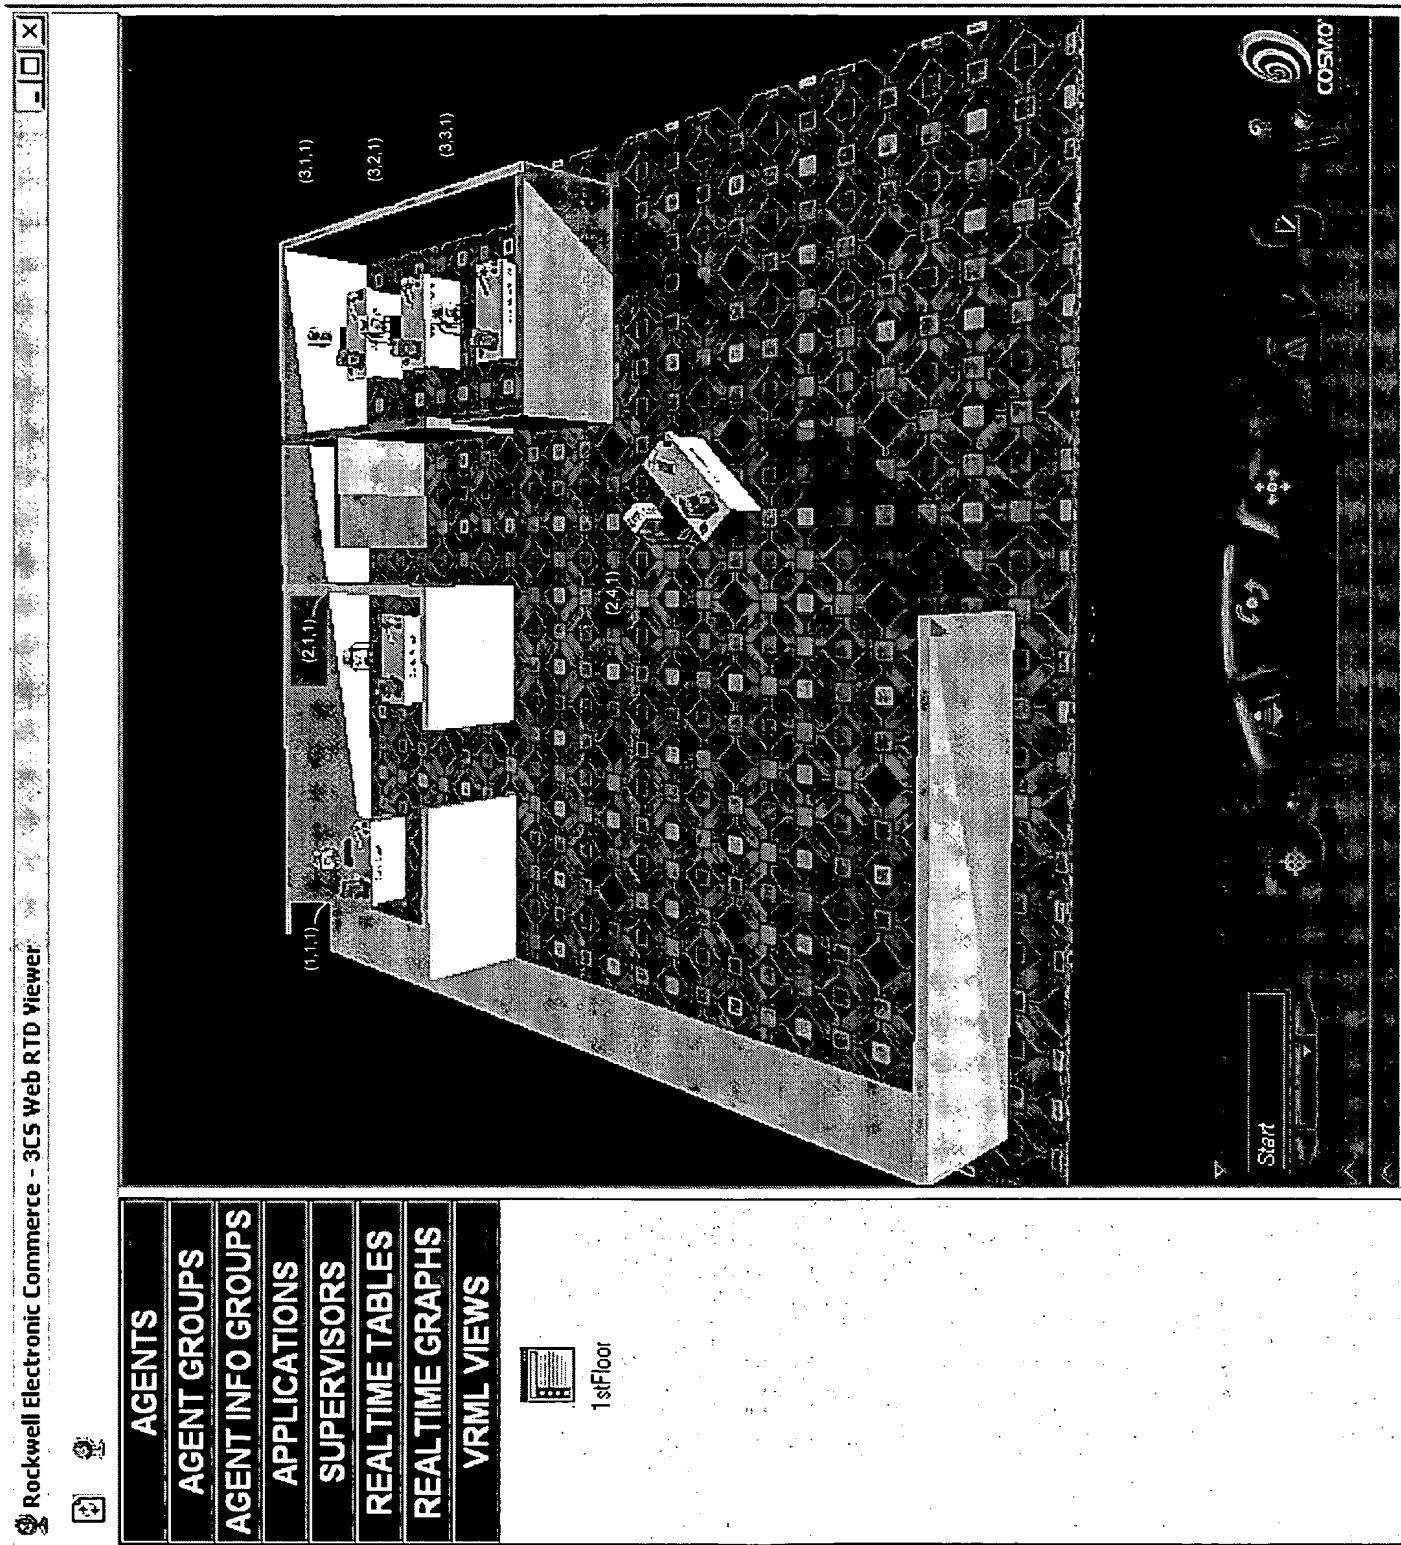 Rockwell Electronic Commerce - 3CS Web RTD Viewer
AGENTS
AGENT GROUPS
AGENT INFO GROUPS
APPLICATIONS
SUPERVISORS
REALTIME TABLES
REALTIME GRAPHS
VRML VIEWS
1stFloor
(1,1,1)
(2,1,1)
(3,1,1)
(3,2,1)
(3,3,1)
(2,4,1)
Start
COSMO